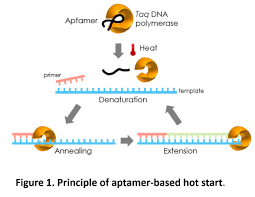 Aptamer
Taq DNA
polymerase
Heat
primer
template
Denaturation
Annealing
Extension
Figure 1. Principle of aptamer-based hot start.